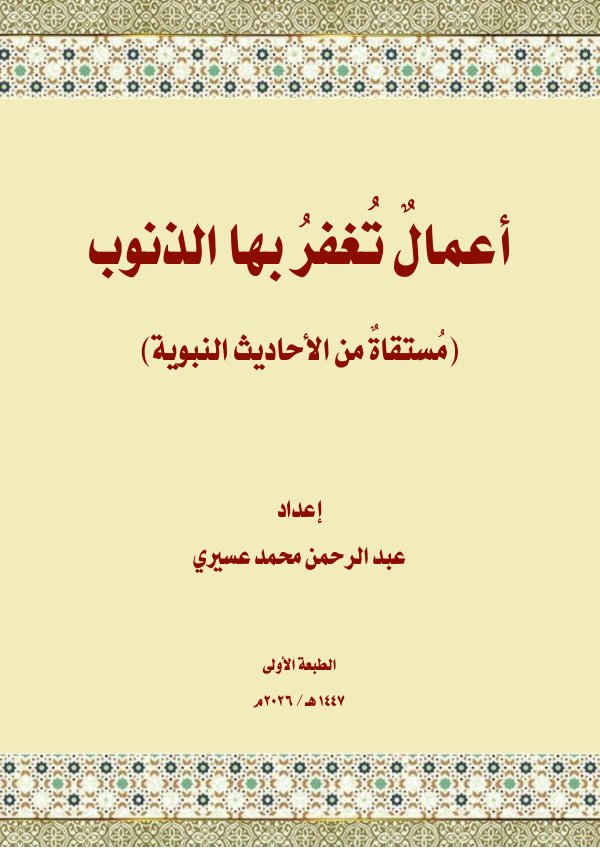 أعمالٌ تُغفرُ بها الذنوب
(مُستقاةٌ من الأحاديث النبوية)
إعداد
عبد الرحمن محمد عسيري
الطبعة الأولى
١٤٤٧هـ / ٢٠٢٦م